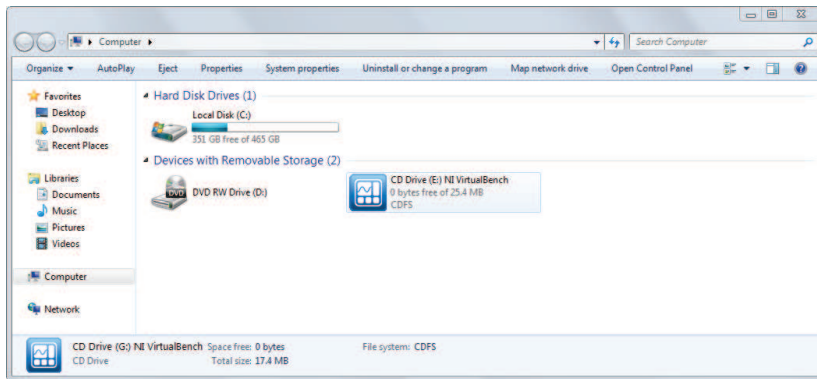 Computer
Search Computer
Organize AutoPlay Eject Properties System properties Uninstall or change a program Map network drive Open Control Panel
Favorites
Desktop
Downloads
Recent Places
Libraries
Documents
Music
Pictures
Videos
Computer
Network
Hard Disk Drives (1)
Local Disk (C:)
351 GB free of 465 GB
Devices with Removable Storage (2)
DVD
DVD RW Drive (D:)
CD Drive (E:) NI VirtualBench
0 bytes free of 25.4 MB
CDFS
CD Drive (G:) NI VirtualBench Space free: 0 bytes File system: CDFS
CD Drive Total size: 17.4 MB